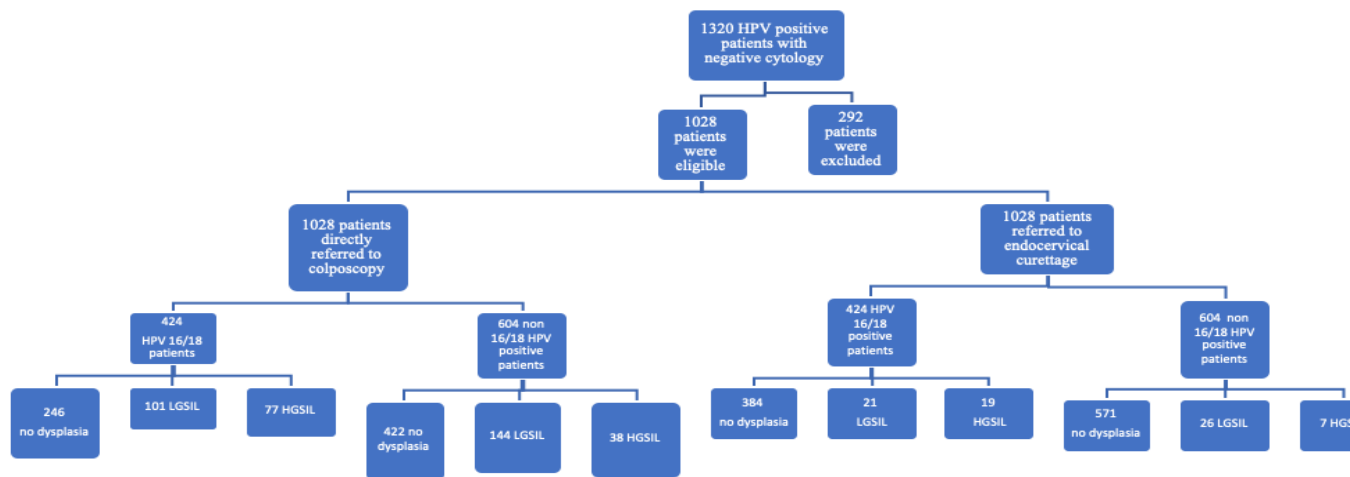 1320 HPV positive
patients with
negative cytology
1028
patients
were
eligible
292
patients
were
excluded
1028 patients
directly
referred to
colposcopy
1028 patients
referred to
endocervical
curettage
424
HPV 16/18
patients
604 non
16/18 HPV
positive
patients
424 HPV
16/18
positive
patients
604 non
16/18 HPV
positive
patients
246
no dysplasia
101 LGSIL
77 HGSIL
422 no
dysplasia
144 LGSIL
38 HGSIL
384
no dysplasia
21
LGSIL
19
HGSIL
571
no dysplasia
26 LGSIL
7 HGS